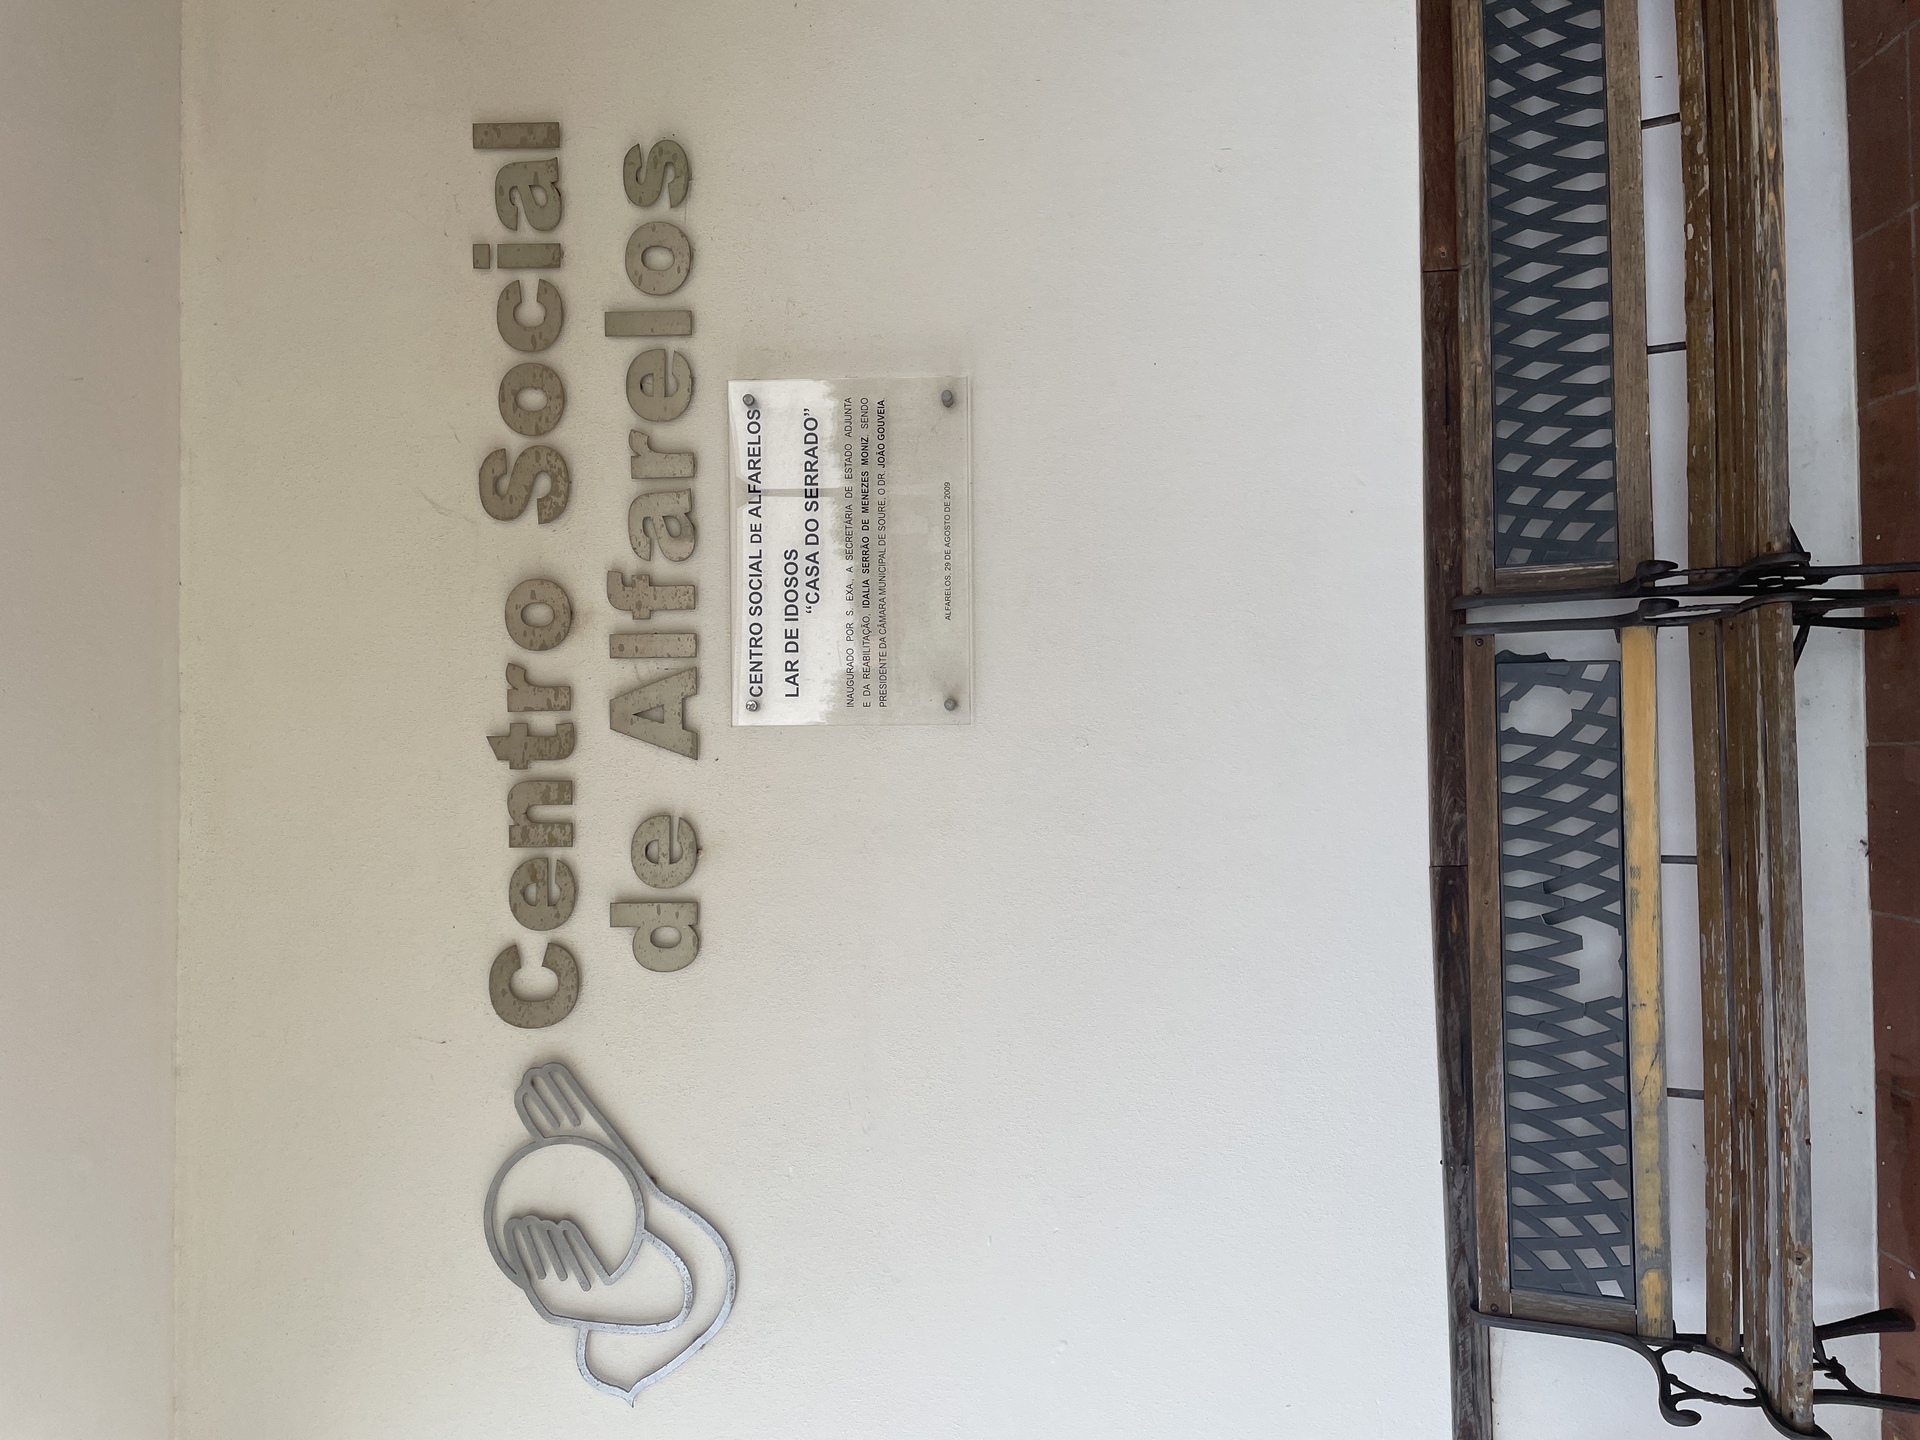 Centro Social
de Alfarelos
CENTRO SOCIAL DE ALFARELOS
LAR DE IDOSOS
“CASA DO SERRADO”
INAUGURADO POR S. EXA., A SECRETÁRIA DE ESTADO ADJUNTA
E DA REABILITAÇÃO, IDALIA SERRÃO DE MENEZES MONIZ, SENDO
PRESIDENTE DA CÂMARA MUNICIPAL DE SOURE, O DR. JOÃO GOUVEIA
ALFARELOS, 29 DE AGOSTO DE 2009